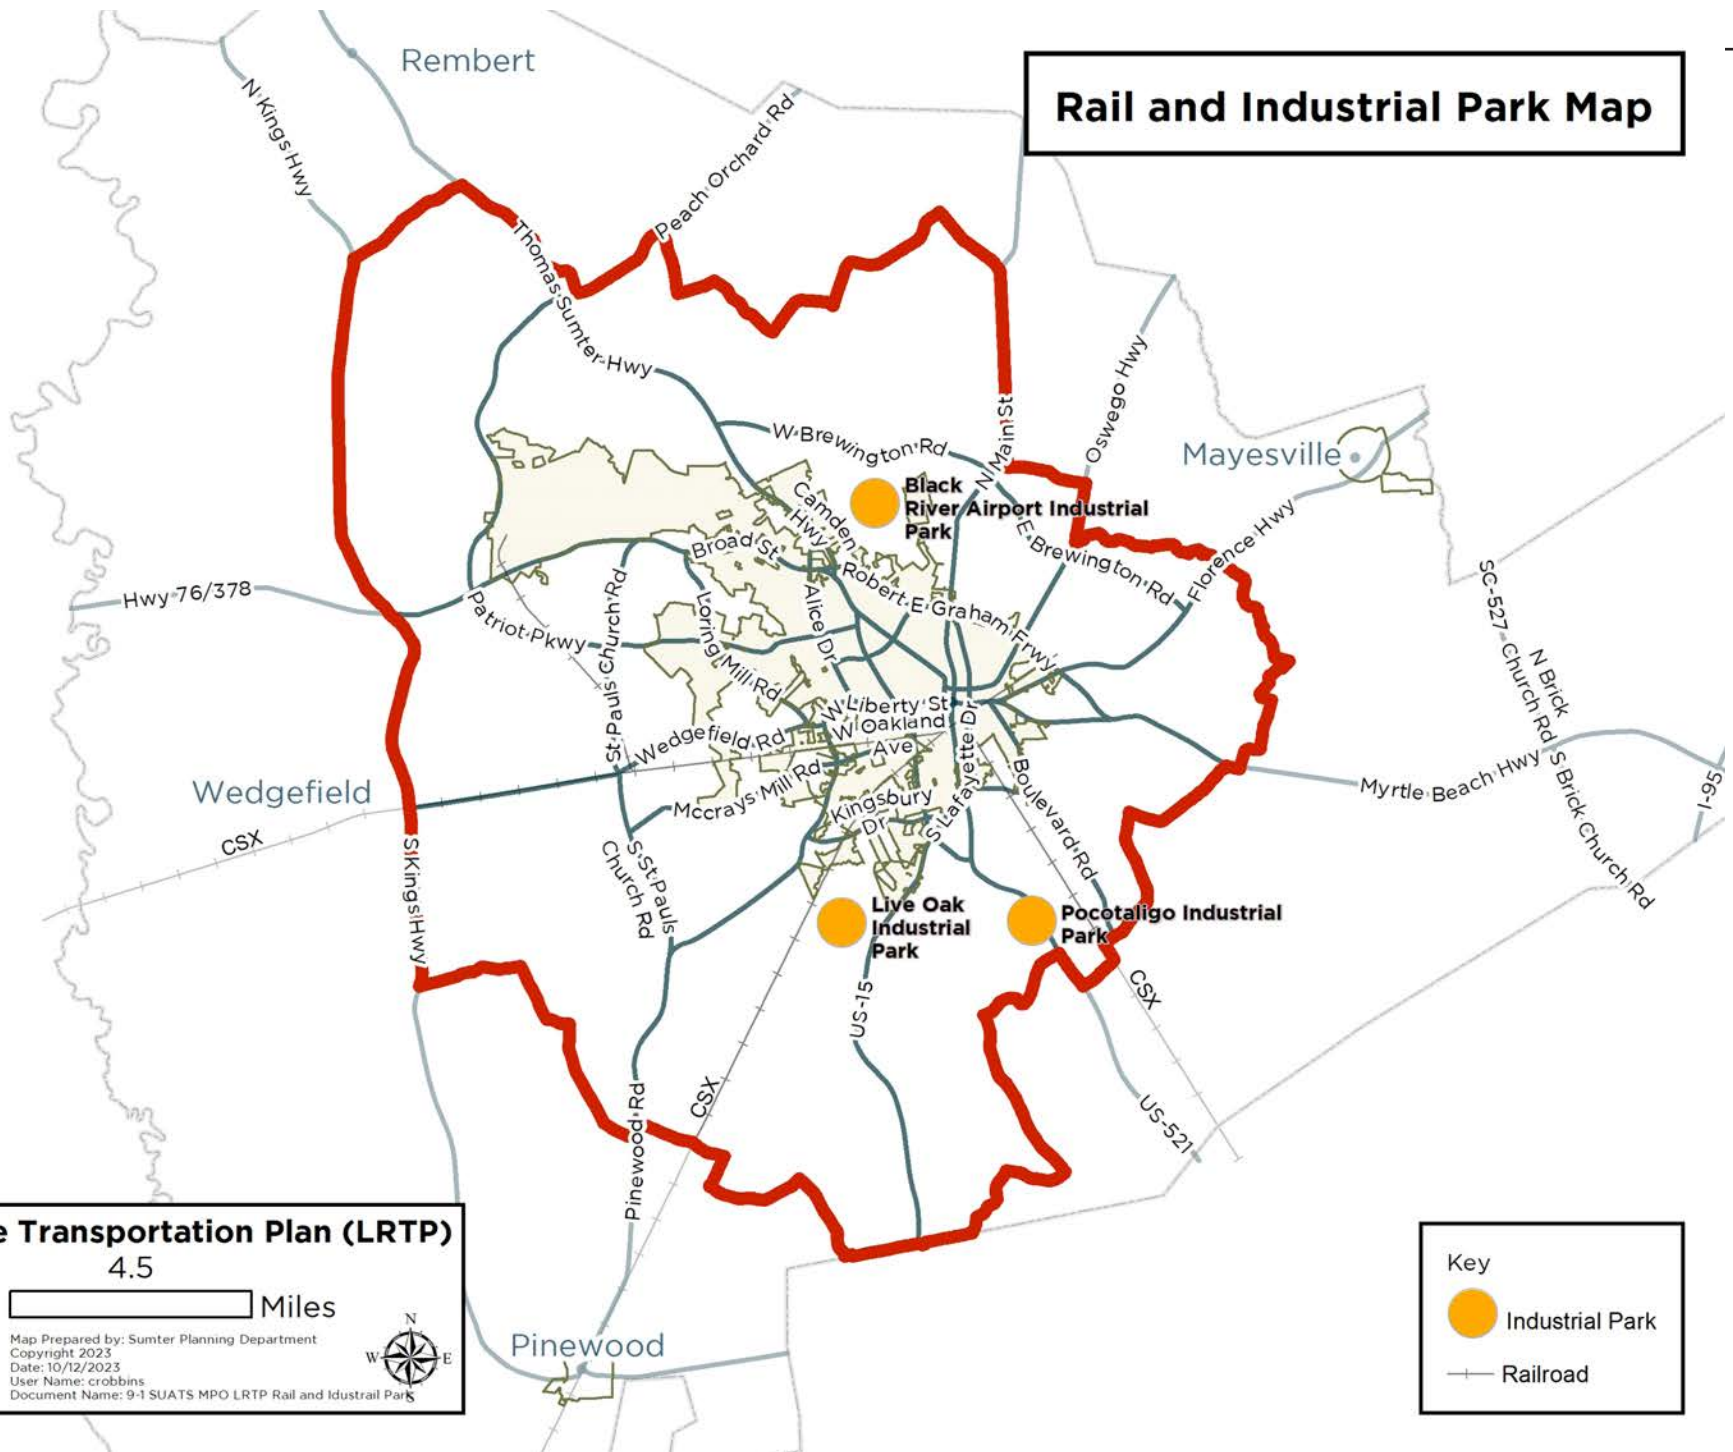 Rembert
Rail and Industrial Park Map
N Kings Hwy
Peach Orchard Rd
Thomas Sumter Hwy
Oswego Hwy
N Main St
W Brewington Rd
Mayesville
Black
River Airport Industrial
Park
Camden
Hwy
E Brewington Rd
Florence Hwy
Broad St
Hwy 76/378
Robert E Graham Frwy
Patriot Pkwy
St Pauls Church Rd
Loring Mill Rd
Alice Dr
SC-527
Church Rd
N Brick
W Liberty St
W Oakland
Ave
Wedgefield Rd
S Lafayette Dr
Boulevard Rd
Myrtle Beach Hwy
S Brick Church Rd
I-95
Wedgefield
Mccrays Mill Rd
Kingsbury
Dr
CSX
S Kings Hwy
S St Pauls
Church Rd
Live Oak
Industrial
Park
Pocotaligo Industrial
Park
CSX
US-15
CSX
US-521
Pinewood Rd
e Transportation Plan (LRTP)
4.5
Miles
Map Prepared by: Sumter Planning Department
Copyright 2023
Date: 10/12/2023
User Name: crobbins
Document Name: 9-1 SUATS MPO LRTP Rail and Idustrail Park
N
W E
S
Pinewood
Key
Industrial Park
Railroad